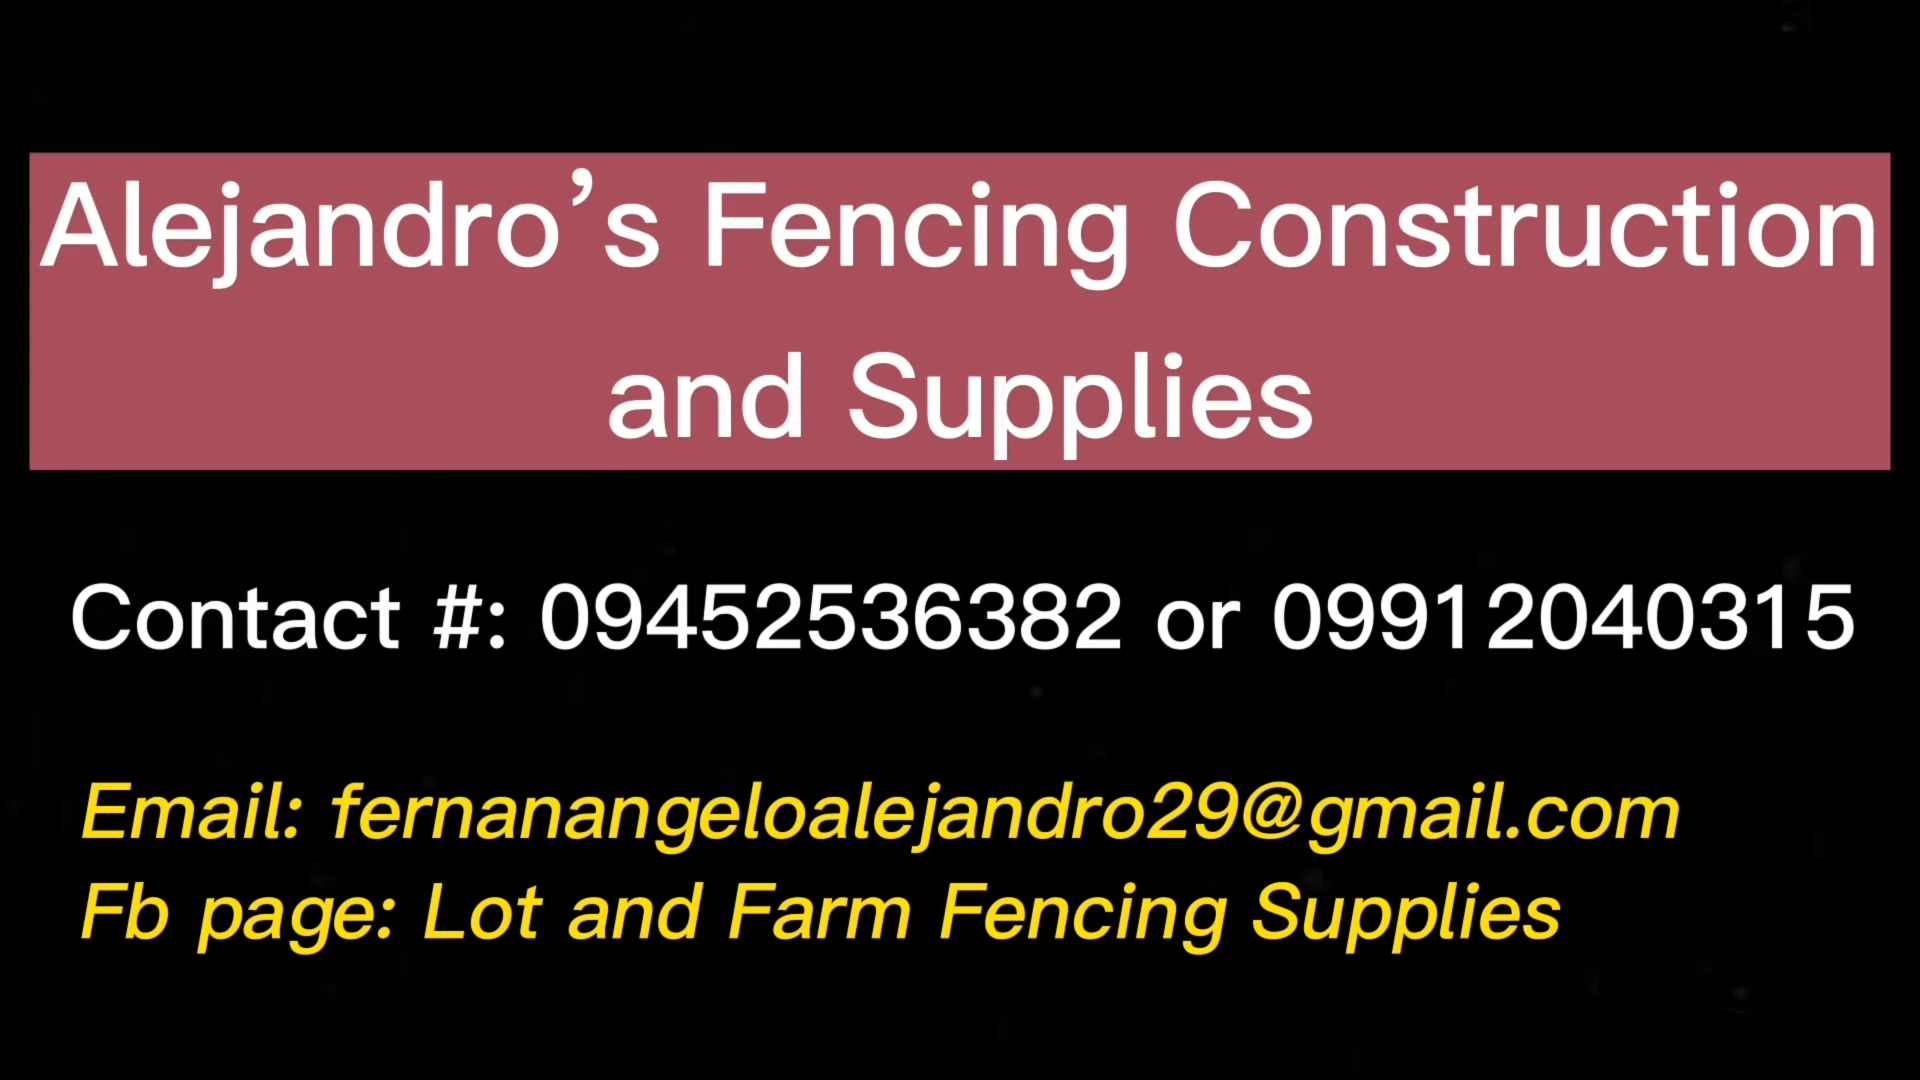 Alejandro’s Fencing Construction
and Supplies
Contact #: 09452536382 or 09912040315
Email: fernanangeloalejandro29@gmail.com
Fb page: Lot and Farm Fencing Supplies